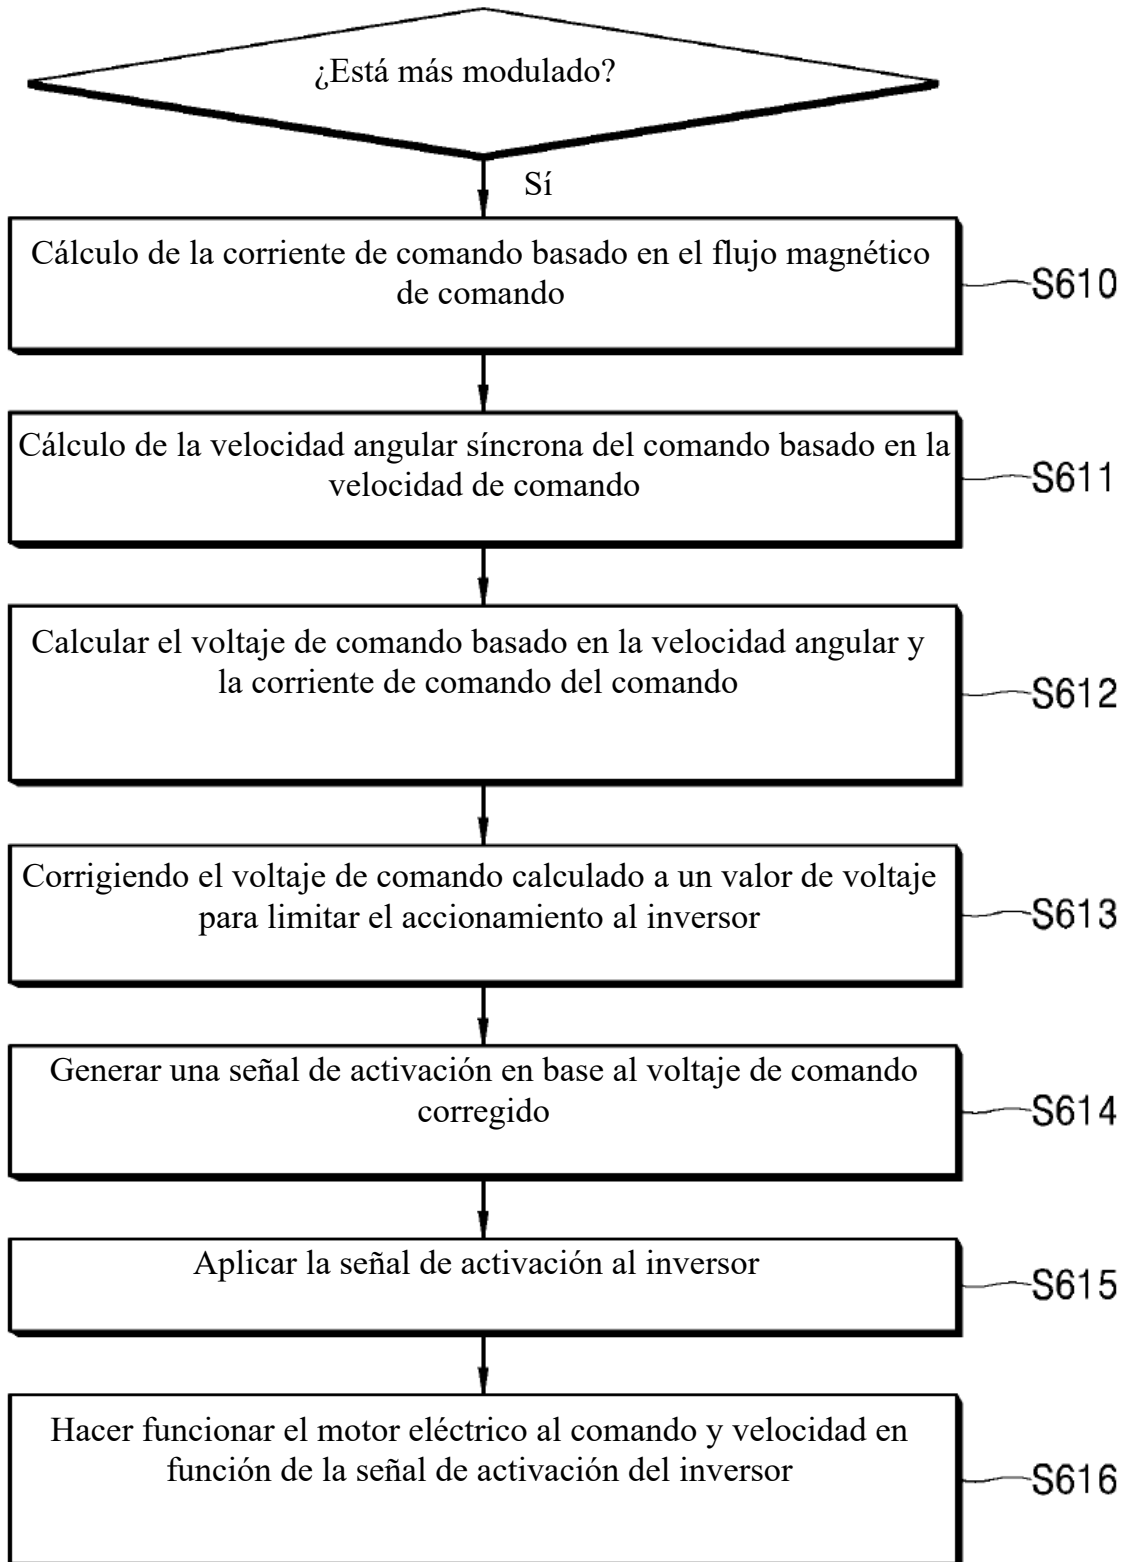 ¿Está más modulado?
Sí
Cálculo de la corriente de comando basado en el flujo magnético
de comando
S610
Cálculo de la velocidad angular síncrona del comando basado en la
velocidad de comando
S611
Calcular el voltaje de comando basado en la velocidad angular y
la corriente de comando del comando
S612
Corrigiendo el voltaje de comando calculado a un valor de voltaje
para limitar el accionamiento al inversor
S613
Generar una señal de activación en base al voltaje de comando
corregido
S614
Aplicar la señal de activación al inversor
S615
Hacer funcionar el motor eléctrico al comando y velocidad en
función de la señal de activación del inversor
S616